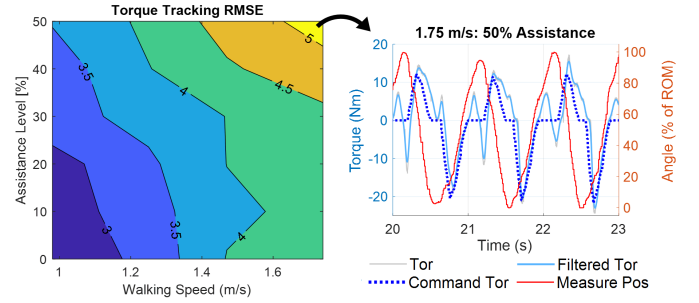 Torque Tracking RMSE
Assistance Level [%]
50
40
30
20
10
0
3
3.5
3.5
4
4
4.5
5
1
1.2
1.4
1.6
Walking Speed (m/s)
1.75 m/s: 50% Assistance
Torque (Nm)
20
10
0
-10
-20
Angle (% of ROM)
100
80
60
40
20
0
20
21
22
23
Time (s)
Tor
Filtered Tor
Command Tor
Measure Pos